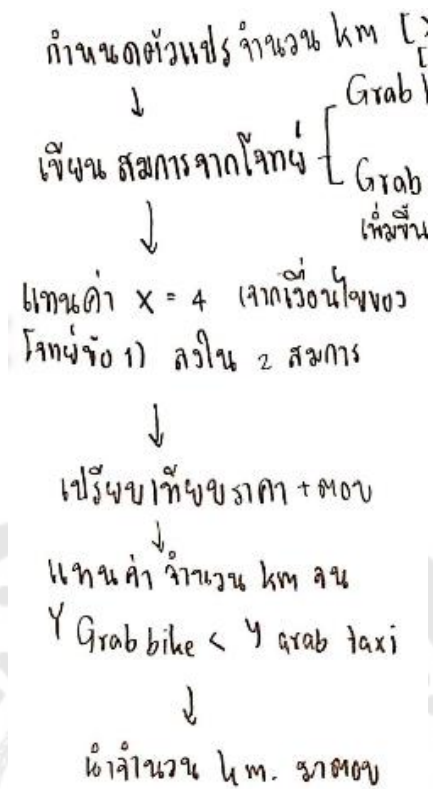 กำหนดตัวแปร จำนวน km [
↓
Grab
เขียน สมการจากโจทย์
Grab
เพิ่มขึ้น
↓
แทนค่า x = 4 (จากเงื่อนไขของ
โจทย์ข้อ 1) ลงใน 2 สมการ
↓
เปรียบเทียบราคา + ตอบ
↓
แทนค่า จำนวน km จน
Y Grab bike < y grab taxi
↓
นำจำนวน km. มาตอบ